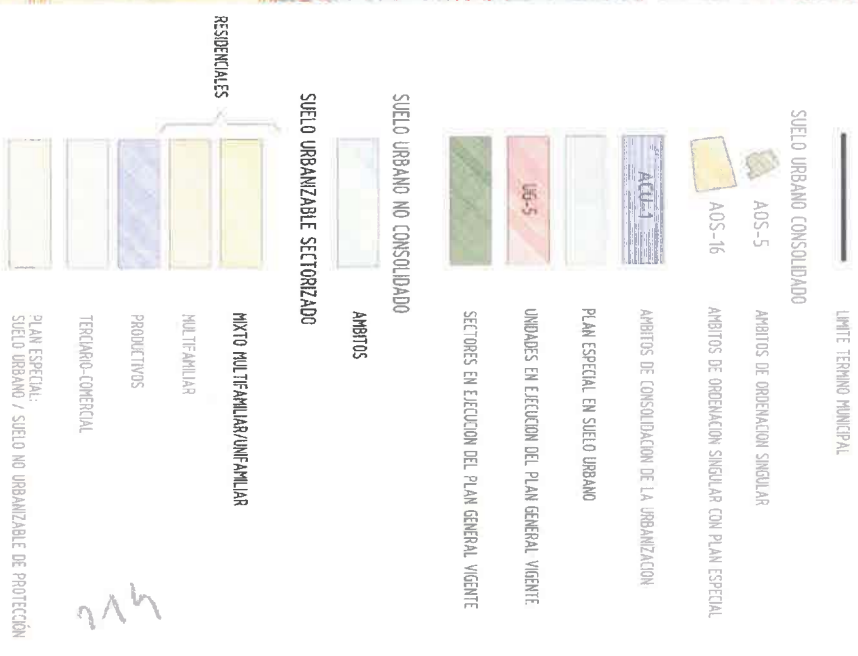 LIMITE TERMINO MUNICIPAL
SUELO URBANO CONSOLIDADO
AOS-5 AMBITOS DE ORDENACION SINGULAR
AOS-16 AMBITOS DE ORDENACION SINGULAR CON PLAN ESPECIAL
ACU-1 AMBITOS DE CONSOLIDACION DE LA URBANIZACION
PLAN ESPECIAL EN SUELO URBANO
UG-5 UNIDADES EN EJECUCION DEL PLAN GENERAL VIGENTE
SECTORES EN EJECUCION DEL PLAN GENERAL VIGENTE
SUELO URBANO NO CONSOLIDADO
AMBITOS
SUELO URBANIZABLE SECTORIZADO
RESIDENCIALES
MIXTO MULTIFAMILIAR/UNIFAMILIAR
MULTIFAMILIAR
PRODUCTIVOS
TERCIARIO-COMERCIAL
PLAN ESPECIAL:
SUELO URBANO / SUELO NO URBANIZABLE DE PROTECCIÓN